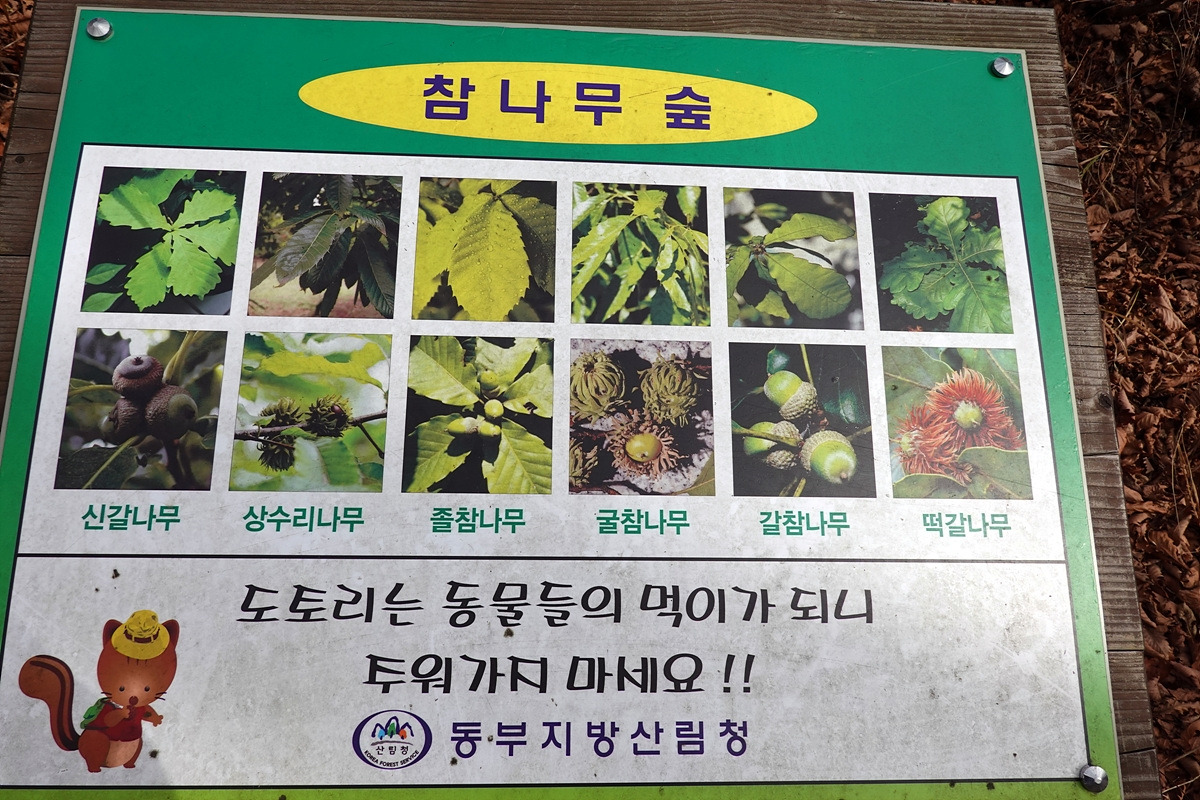 참나무 숲
신갈나무 상수리나무 졸참나무 굴참나무 갈참나무 떡갈나무
도토리는 동물들의 먹이가 되니
주워가지 마세요 !!
산림청
KOREA FOREST SERVICE
동부지방산림청